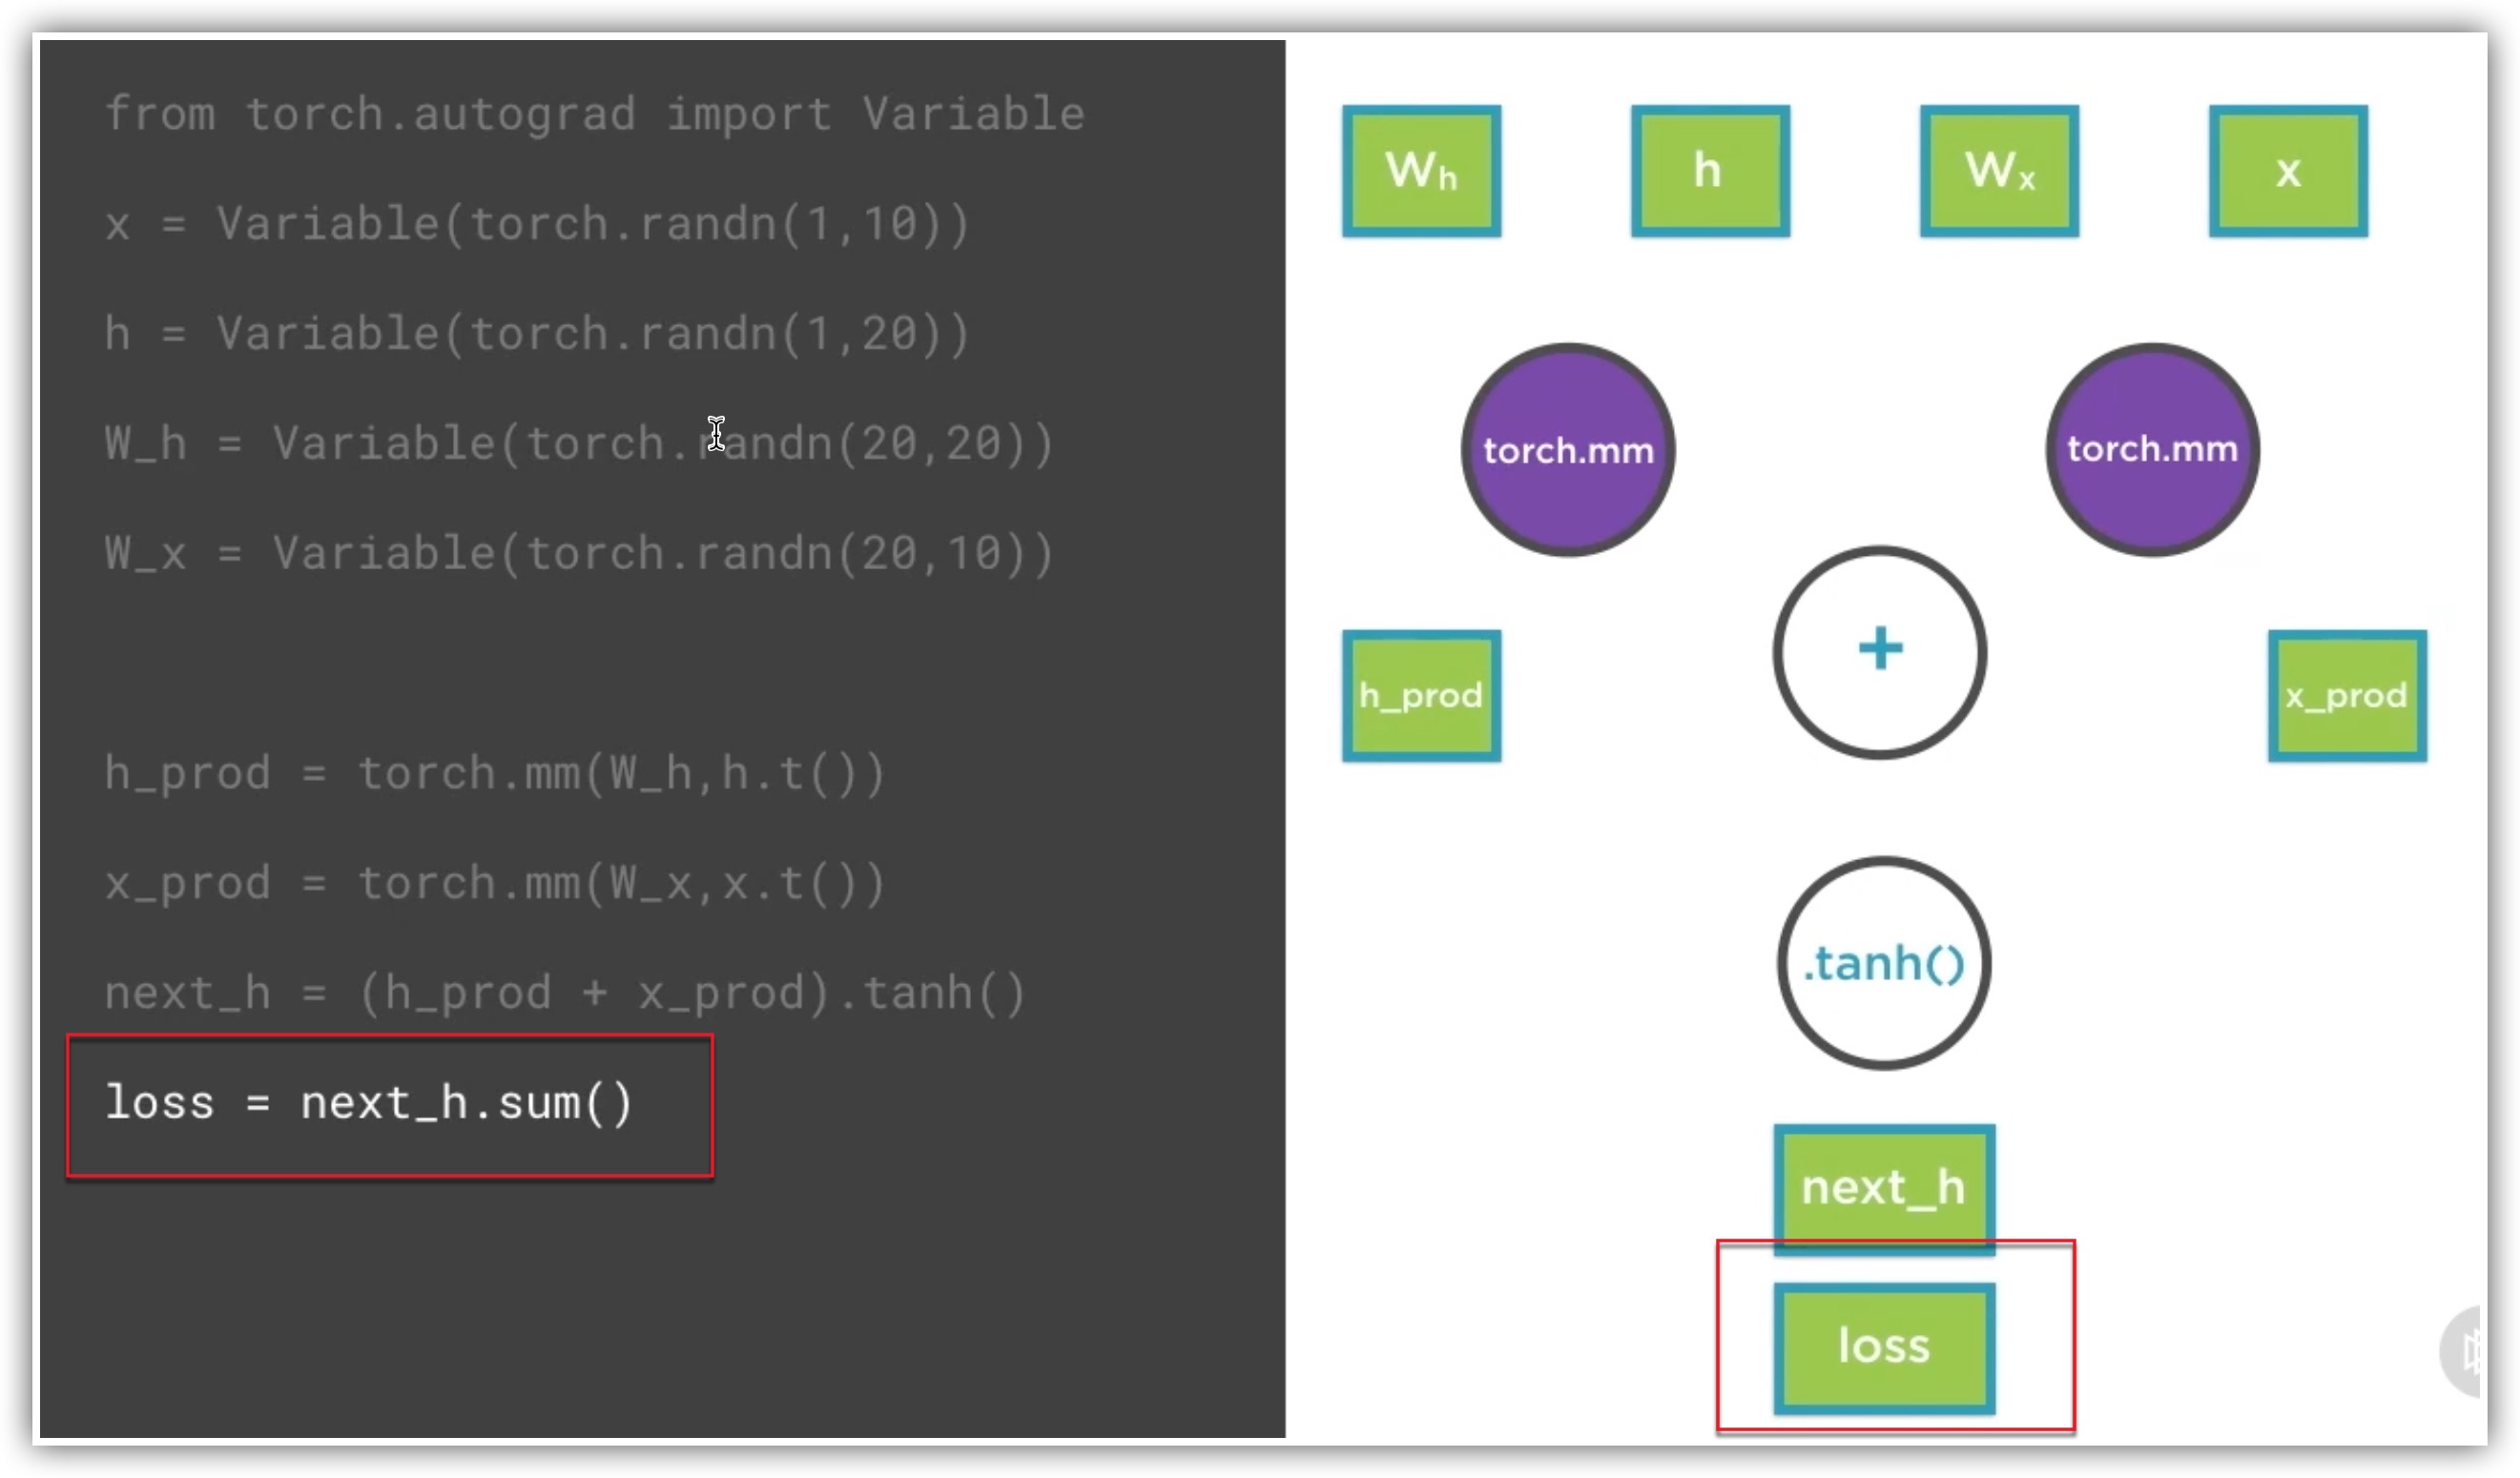 from torch.autograd import Variable
x = Variable(torch.randn(1,10))
h = Variable(torch.randn(1,20))
W_h = Variable(torch.randn(20,20))
W_x = Variable(torch.randn(20,10))
h_prod = torch.mm(W_h,h.t())
x_prod = torch.mm(W_x,x.t())
next_h = (h_prod + x_prod).tanh()
loss = next_h.sum()
Wh
h
Wx
x
torch.mm
torch.mm
+
h_prod
x_prod
.tanh()
next_h
loss